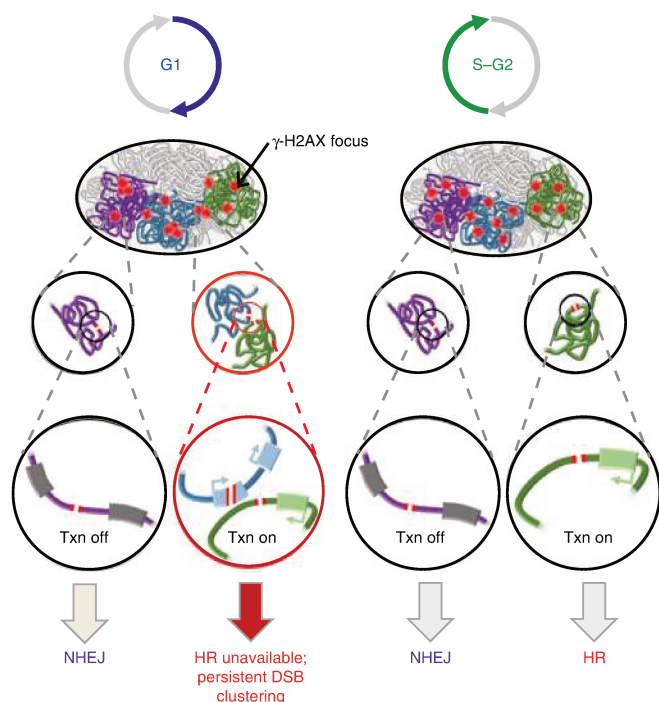 G1
S–G2
γ-H2AX focus
Txn off
Txn on
Txn off
Txn on
NHEJ
HR unavailable;
persistent DSB
clustering
NHEJ
HR